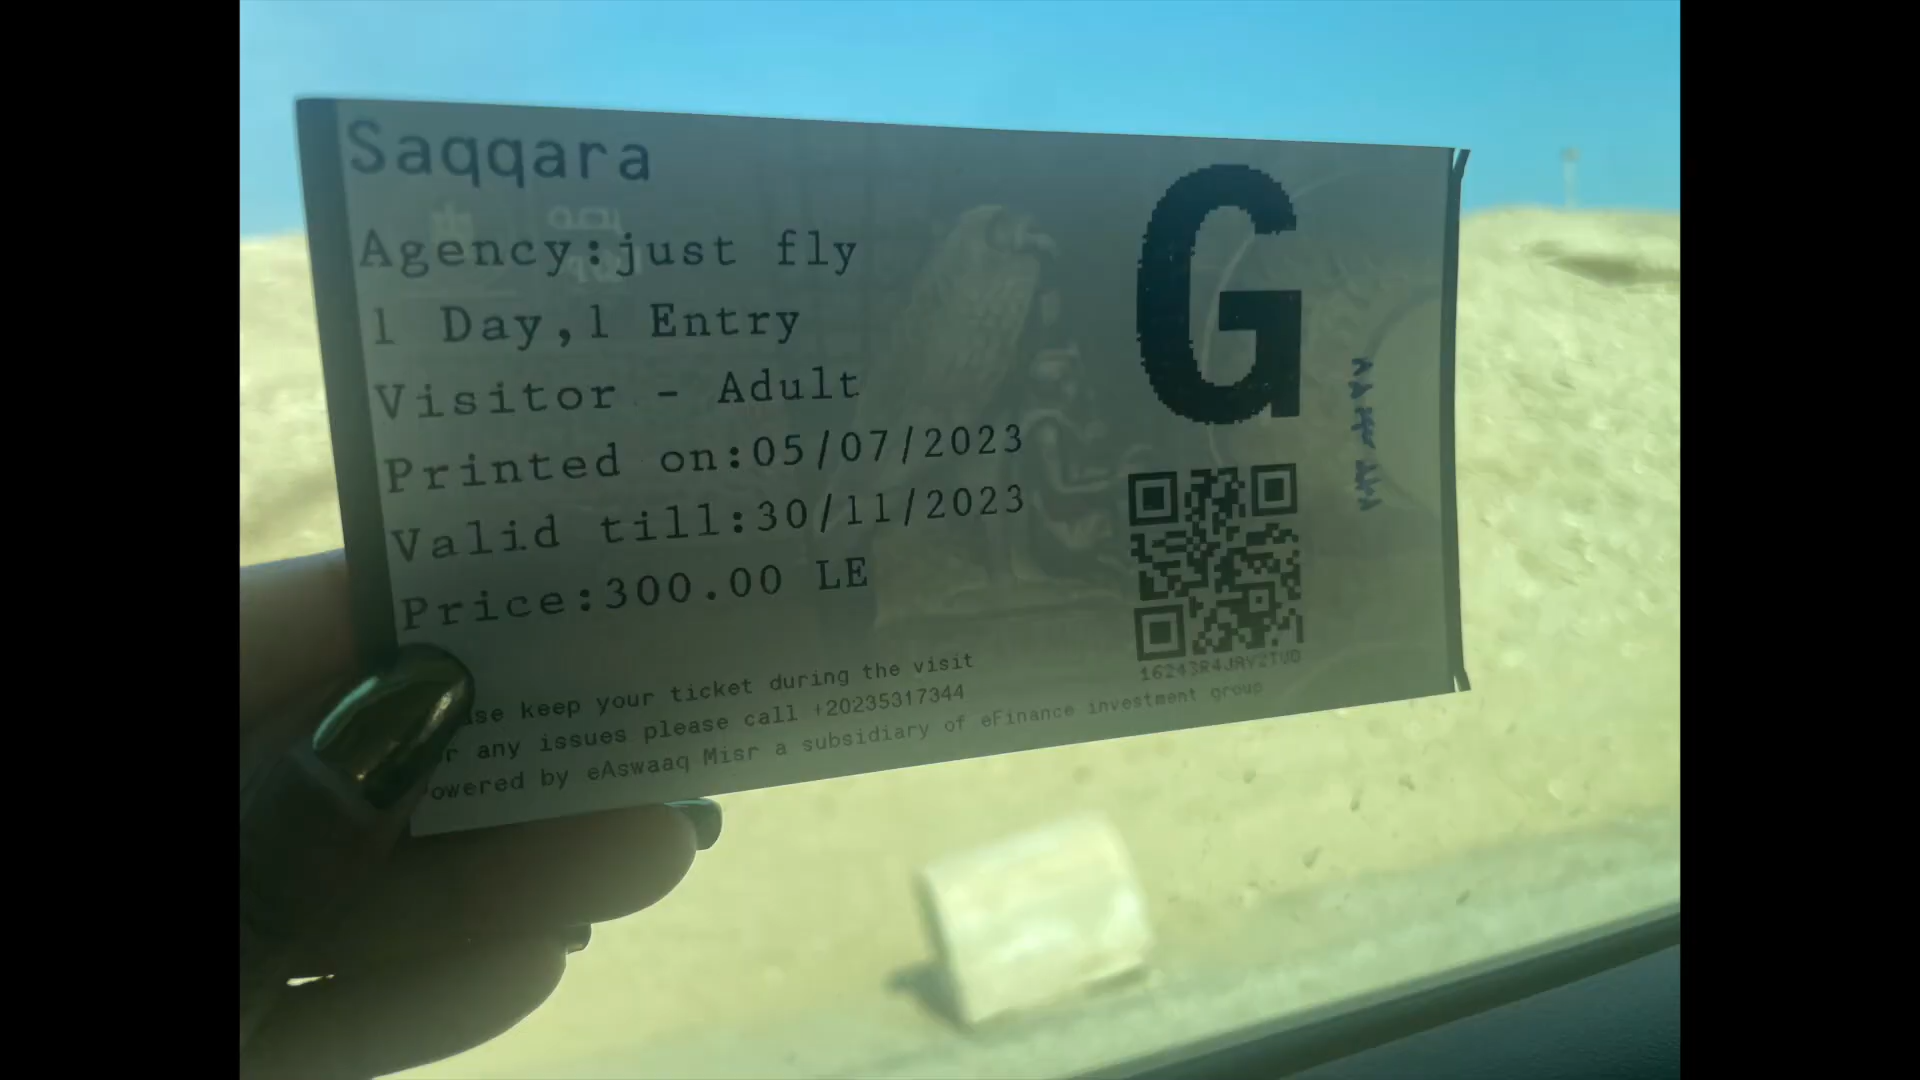 Saqqara
Agency:just fly
1 Day,1 Entry
Visitor - Adult
Printed on:05/07/2023
Valid till:30/11/2023
Price:300.00 LE
G
keep your ticket during the visit
any issues please call +20235317344
owered by eAswaaq Misr a subsidiary of eFinance investment group